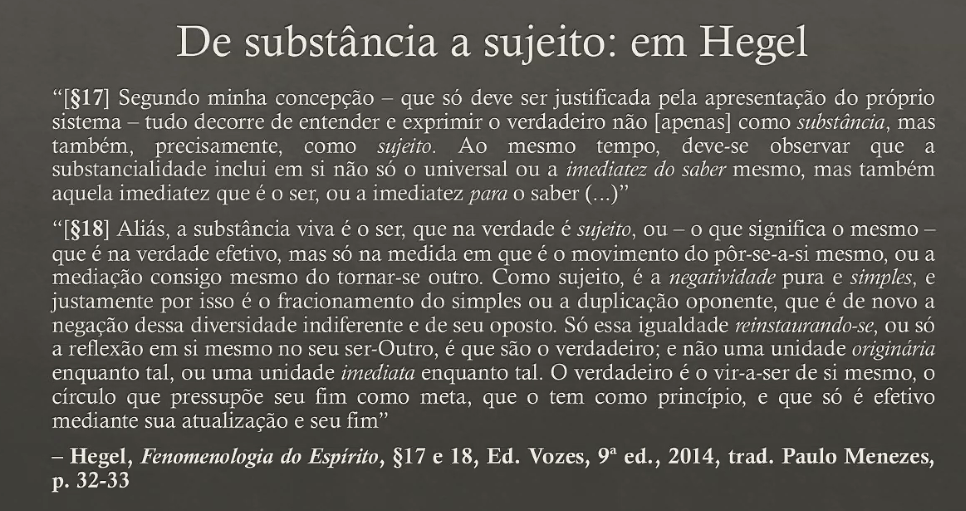 De substância a sujeito: em Hegel
“[§17] Segundo minha concepção – que só deve ser justificada pela apresentação do próprio
sistema – tudo decorre de entender e exprimir o verdadeiro não [apenas] como substância, mas
também, precisamente, como sujeito. Ao mesmo tempo, deve-se observar que a
substancialidade inclui em si não só o universal ou a imediatez do saber mesmo, mas também
aquela imediatez que é o ser, ou a imediatez para o saber (...)”
“[§18] Aliás, a substância viva é o ser, que na verdade é sujeito, ou – o que significa o mesmo –
que é na verdade efetivo, mas só na medida em que é o movimento do pôr-se-a-si mesmo, ou a
mediação consigo mesmo do tornar-se outro. Como sujeito, é a negatividade pura e simples, e
justamente por isso é o fracionamento do simples ou a duplicação oponente, que é de novo a
negação dessa diversidade indiferente e de seu oposto. Só essa igualdade reinstaurando-se, ou só
a reflexão em si mesmo no seu ser-Outro, é que são o verdadeiro; e não uma unidade originária
enquanto tal, ou uma unidade imediata enquanto tal. O verdadeiro é o vir-a-ser de si mesmo, o
círculo que pressupõe seu fim como meta, que o tem como princípio, e que só é efetivo
mediante sua atualização e seu fim”
– Hegel, Fenomenologia do Espírito, §17 e 18, Ed. Vozes, 9ª ed., 2014, trad. Paulo Menezes,
p. 32-33